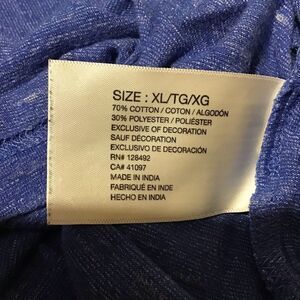 SIZE : XL/TG/XG
70% COTTON / COTON / ALGODÓN
30% POLYESTER / POLIÉSTER
EXCLUSIVE OF DECORATION
SAUF DÉCORATION
EXCLUSIVO DE DECORACIÓN
RN# 128492
CA# 41097
MADE IN INDIA
FABRIQUÉ EN INDE
HECHO EN INDIA